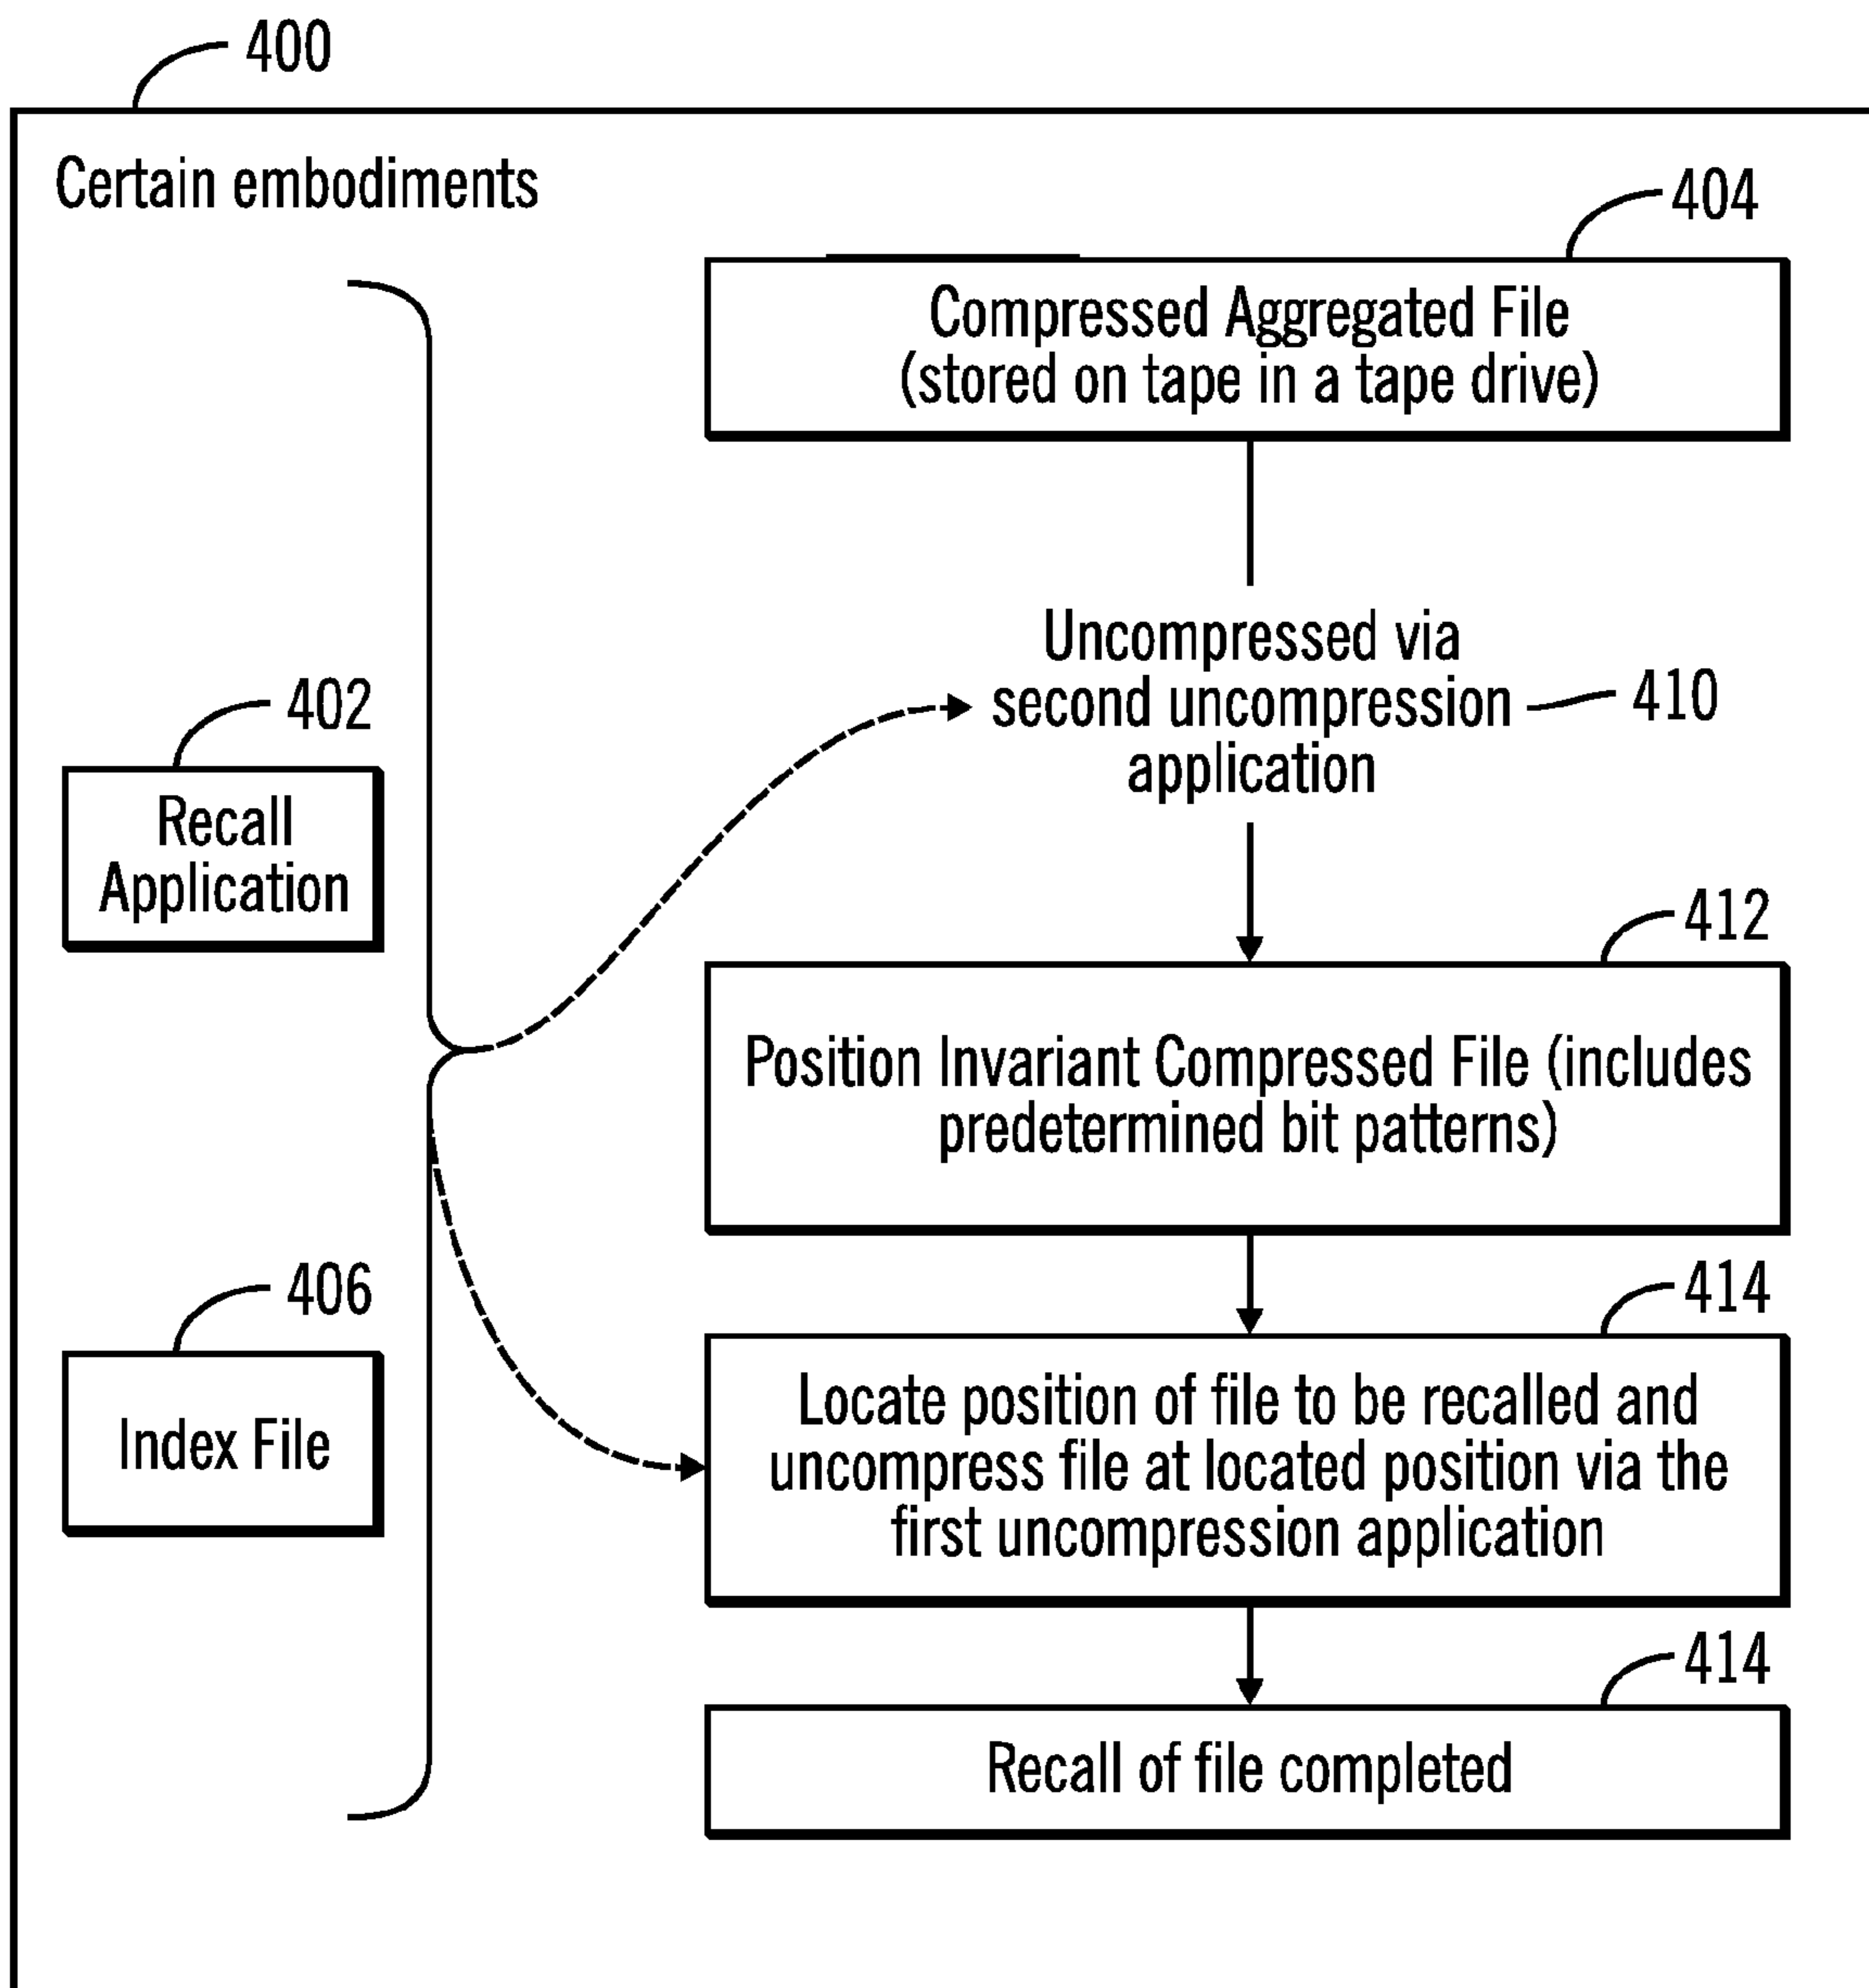 400
Certain embodiments
404
Compressed Aggregated File
(stored on tape in a tape drive)
Uncompressed via
second uncompression
application
410
402
Recall
Application
412
Position Invariant Compressed File (includes
predetermined bit patterns)
406
Index File
414
Locate position of file to be recalled and
uncompress file at located position via the
first uncompression application
414
Recall of file completed